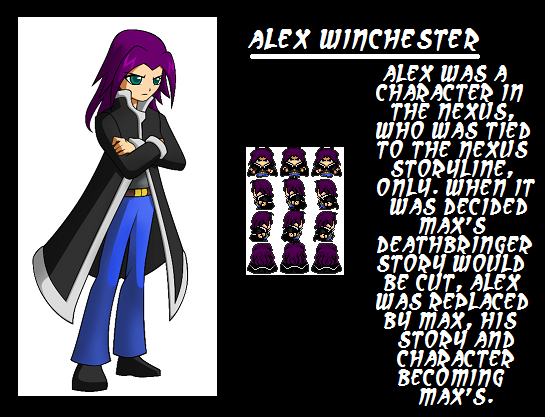 ALEX WINCHESTER
ALEX WAS A
CHARACTER IN
THE NEXUS,
WHO WAS TIED
TO THE NEXUS
STORYLINE,
ONLY. WHEN IT
WAS DECIDED
MAX'S
DEATHBRINGER
STORY WOULD
BE CUT, ALEX
WAS REPLACED
BY MAX, HIS
STORY AND
CHARACTER
BECOMING
MAX'S.